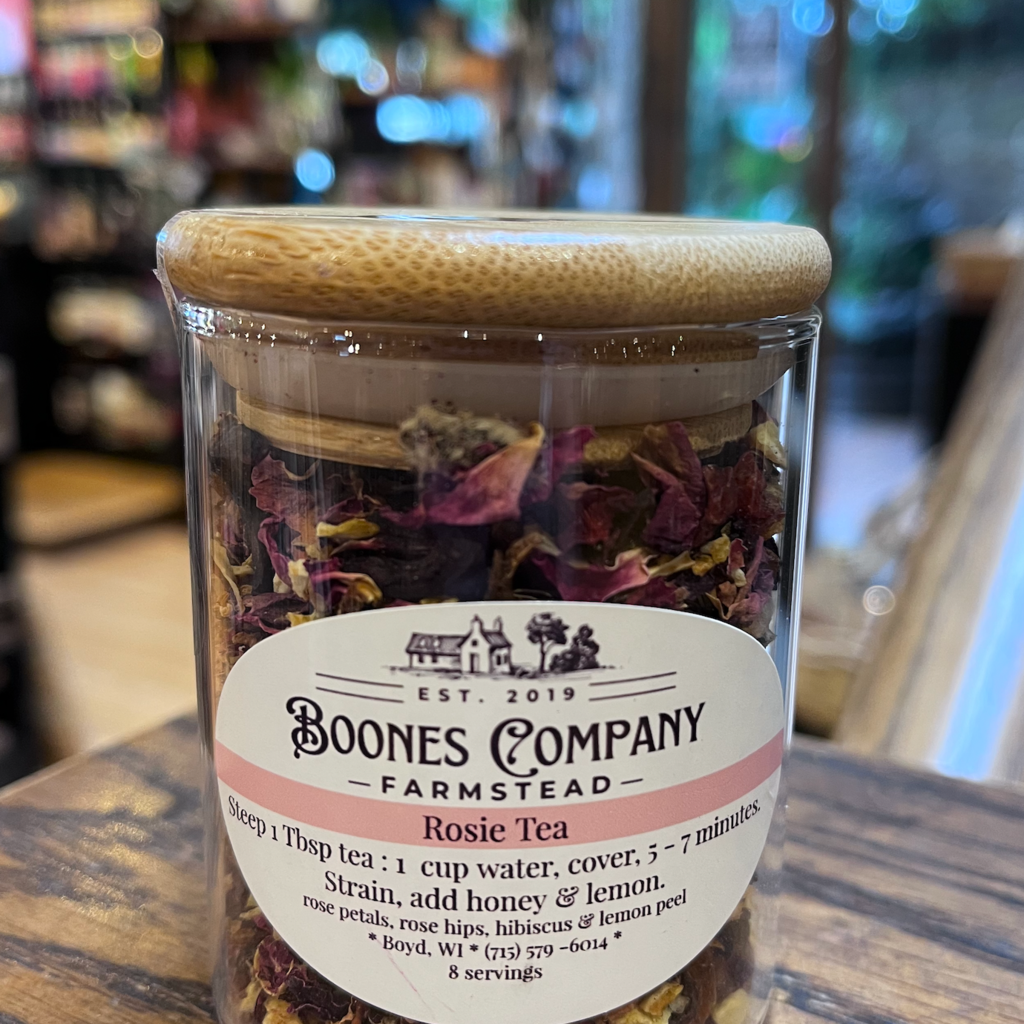 EST. 2019
BOONES COMPANY
— FARMSTEAD —
Rosie Tea
Steep 1 Tbsp tea : 1 cup water, cover, 5 - 7 minutes.
Strain, add honey & lemon.
rose petals, rose hips, hibiscus & lemon peel
* Boyd, WI * (715) 579 -6014 *
8 servings